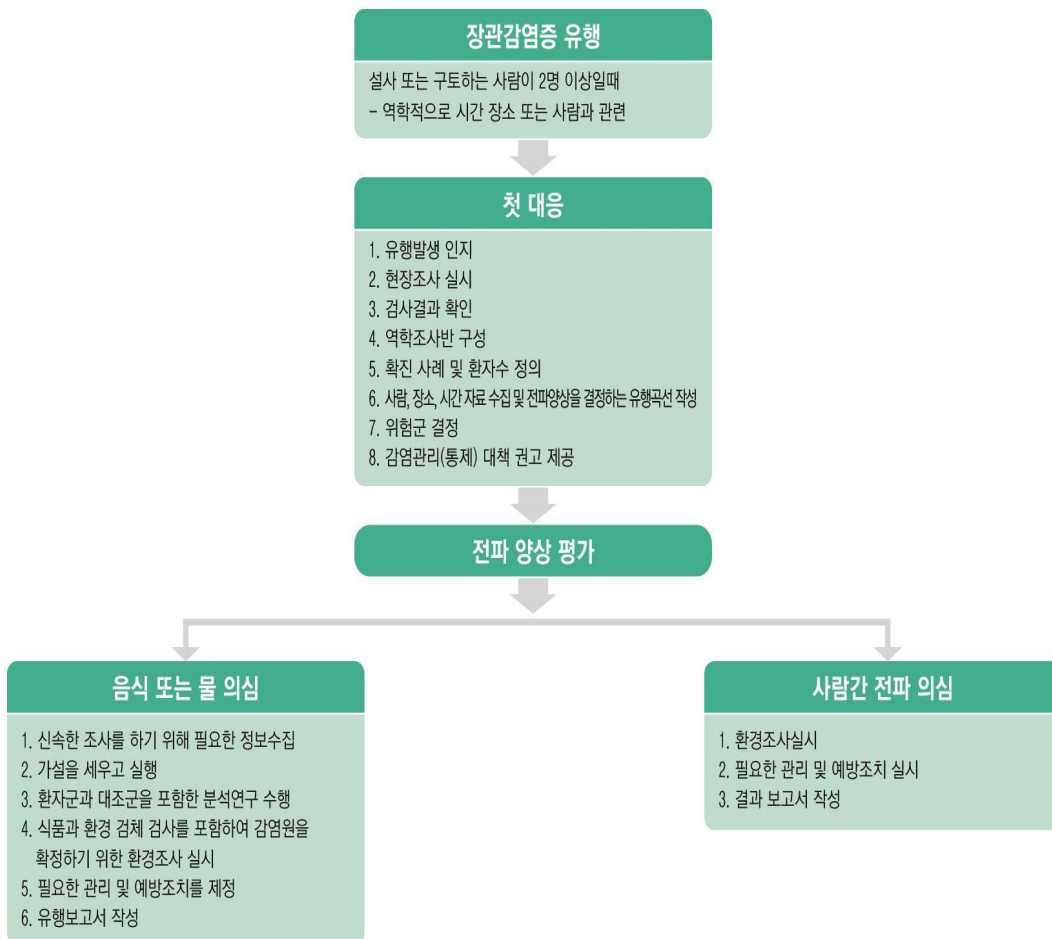 장관감염증 유행
설사 또는 구토하는 사람이 2명 이상일때
- 역학적으로 시간 장소 또는 사람과 관련
첫 대응
1. 유행발생 인지
2. 현장조사 실시
3. 검사결과 확인
4. 역학조사반 구성
5. 확진 사례 및 환자수 정의
6. 사람, 장소, 시간 자료 수집 및 전파양상을 결정하는 유행곡선 작성
7. 위험군 결정
8. 감염관리(통제) 대책 권고 제공
전파 양상 평가
음식 또는 물 의심
1. 신속한 조사를 하기 위해 필요한 정보수집
2. 가설을 세우고 실행
3. 환자군과 대조군을 포함한 분석연구 수행
4. 식품과 환경 검체 검사를 포함하여 감염원을
확정하기 위한 환경조사 실시
5. 필요한 관리 및 예방조치를 제정
6. 유행보고서 작성
사람간 전파 의심
1. 환경조사실시
2. 필요한 관리 및 예방조치 실시
3. 결과 보고서 작성